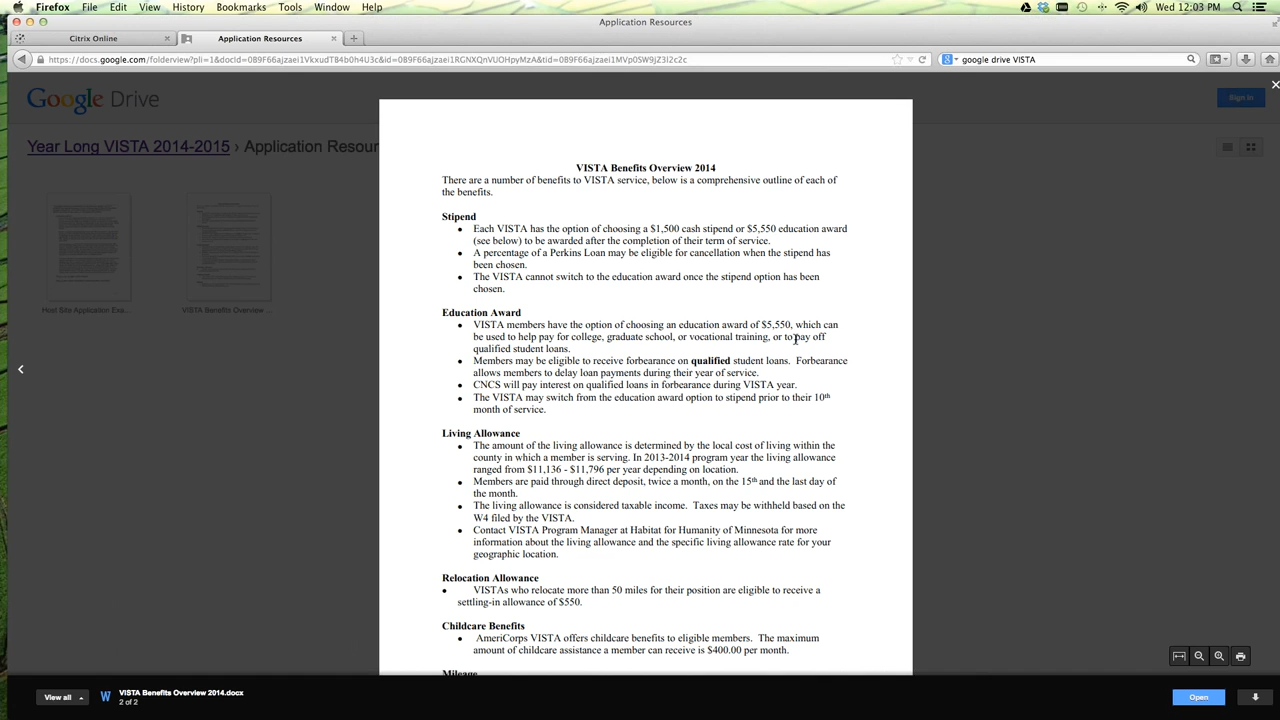 Firefox File Edit View History Bookmarks Tools Window Help Wed 12:03 PM
Application Resources
Citrix Online × Application Resources × +
google drive VISTA
Google Drive
Sign in
Year Long VISTA 2014-2015 › Application Resour
Host Site Application Exa...
VISTA Benefits Overview ...
VISTA Benefits Overview 2014
There are a number of benefits to VISTA service, below is a comprehensive outline of each of
the benefits.
Stipend
• Each VISTA has the option of choosing a $1,500 cash stipend or $5,550 education award
(see below) to be awarded after the completion of their term of service.
• A percentage of a Perkins Loan may be eligible for cancellation when the stipend has
been chosen.
• The VISTA cannot switch to the education award once the stipend option has been
chosen.
Education Award
• VISTA members have the option of choosing an education award of $5,550, which can
be used to help pay for college, graduate school, or vocational training, or to pay off
qualified student loans.
• Members may be eligible to receive forbearance on qualified student loans. Forbearance
allows members to delay loan payments during their year of service.
• CNCS will pay interest on qualified loans in forbearance during VISTA year.
• The VISTA may switch from the education award option to stipend prior to their 10th
month of service.
Living Allowance
• The amount of the living allowance is determined by the local cost of living within the
county in which a member is serving. In 2013-2014 program year the living allowance
ranged from $11,136 - $11,796 per year depending on location.
• Members are paid through direct deposit, twice a month, on the 15th and the last day of
the month.
• The living allowance is considered taxable income. Taxes may be withheld based on the
W4 filed by the VISTA.
• Contact VISTA Program Manager at Habitat for Humanity of Minnesota for more
information about the living allowance and the specific living allowance rate for your
geographic location.
Relocation Allowance
• VISTAs who relocate more than 50 miles for their position are eligible to receive a
settling-in allowance of $550.
Childcare Benefits
• AmeriCorps VISTA offers childcare benefits to eligible members. The maximum
amount of childcare assistance a member can receive is $400.00 per month.
Mileage
View all
W VISTA Benefits Overview 2014.docx
2 of 2
Open